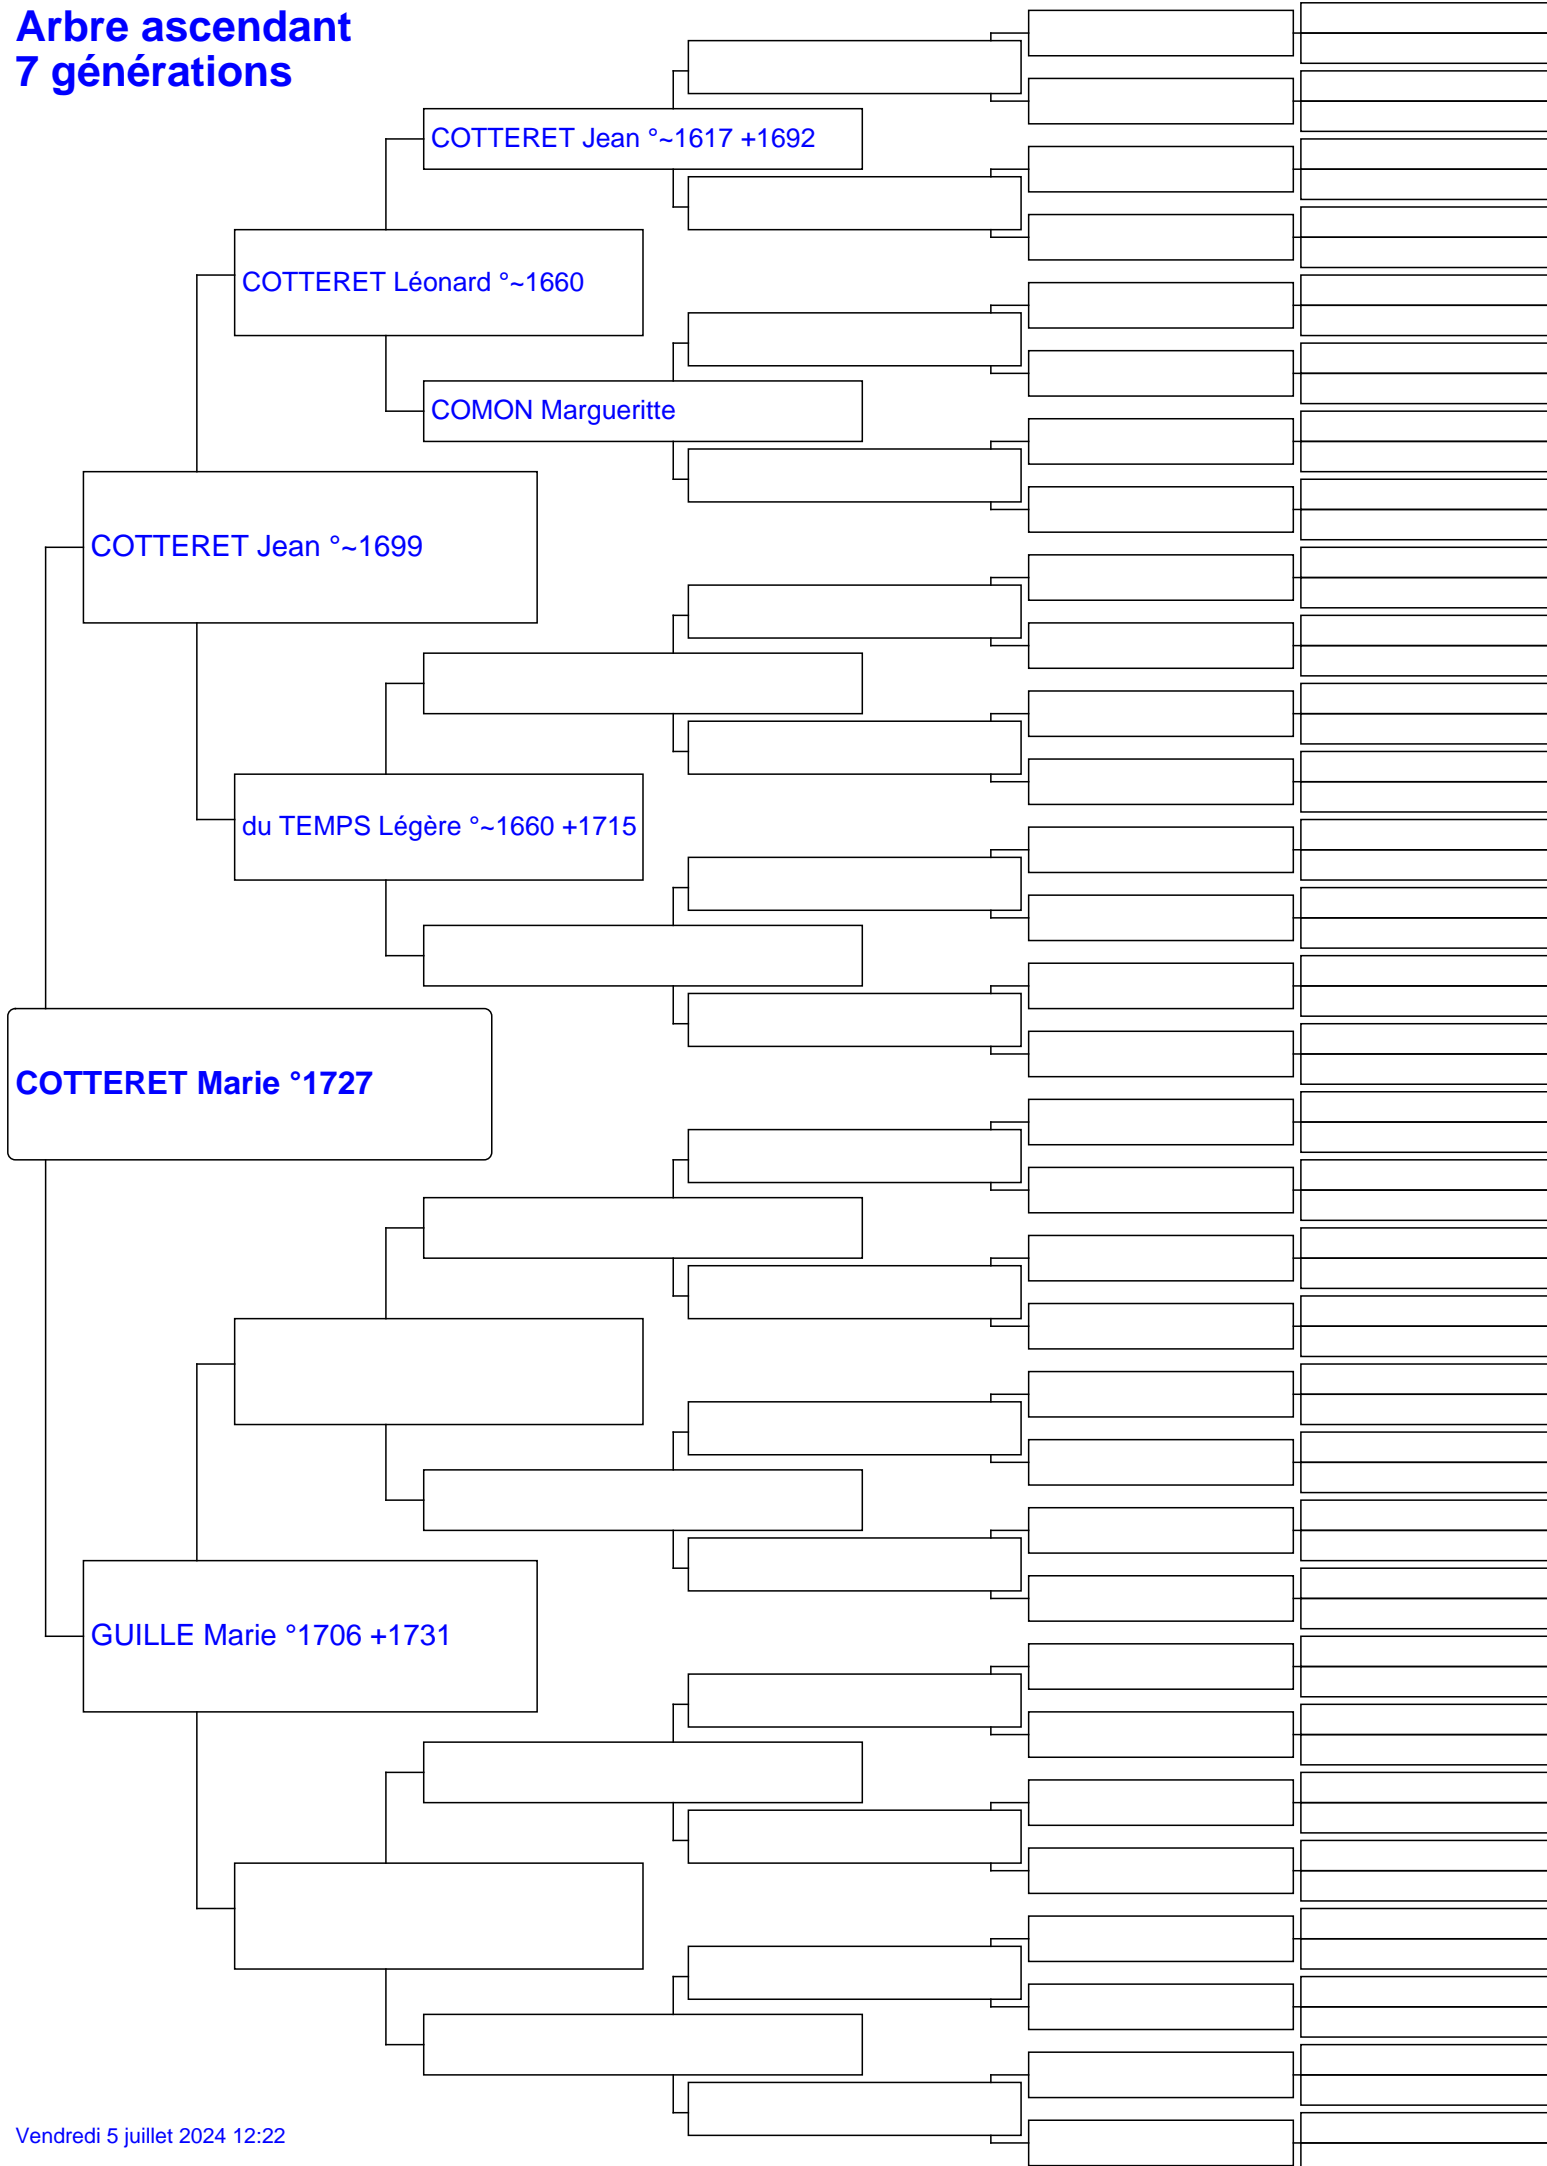 Arbre ascendant
7 générations
COTTERET Jean °~1617 +1692
COTTERET Léonard °~1660
COMON Margueritte
COTTERET Jean °~1699
du TEMPS Légère °~1660 +1715
COTTERET Marie °1727
GUILLE Marie °1706 +1731
Vendredi 5 juillet 2024 12:22